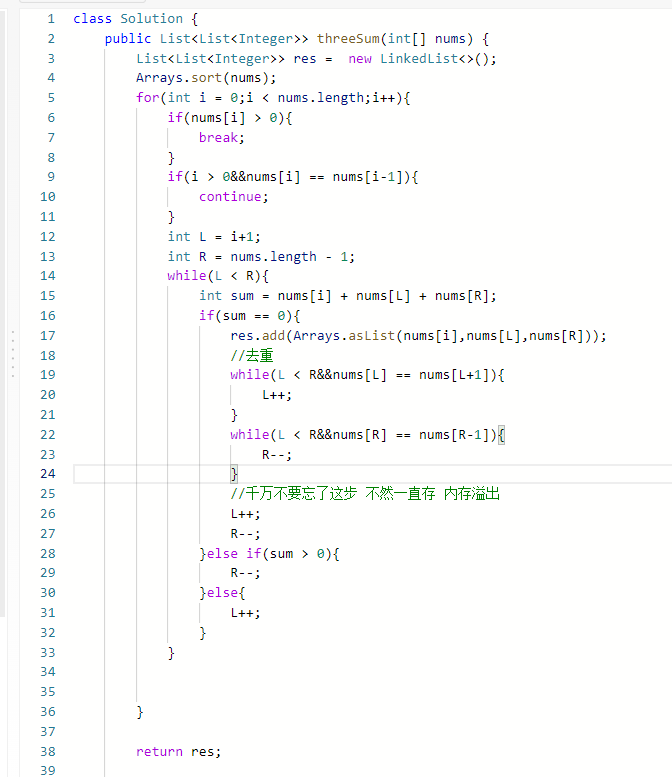 1 class Solution {
2     public List<List<Integer>> threeSum(int[] nums) {
3         List<List<Integer>> res =  new LinkedList<>();
4         Arrays.sort(nums);
5         for(int i = 0;i < nums.length;i++){
6             if(nums[i] > 0){
7                 break;
8             }
9             if(i > 0&&nums[i] == nums[i-1]){
10                 continue;
11             }
12             int L = i+1;
13             int R = nums.length - 1;
14             while(L < R){
15                 int sum = nums[i] + nums[L] + nums[R];
16                 if(sum == 0){
17                     res.add(Arrays.asList(nums[i],nums[L],nums[R]));
18                     //去重
19                     while(L < R&&nums[L] == nums[L+1]){
20                         L++;
21                     }
22                     while(L < R&&nums[R] == nums[R-1]){
23                         R--;
24                     }
25                     //千万不要忘了这步 不然一直存 内存溢出
26                     L++;
27                     R--;
28                 }else if(sum > 0){
29                     R--;
30                 }else{
31                     L++;
32                 }
33             }
34
35
36         }
37
38         return res;
39